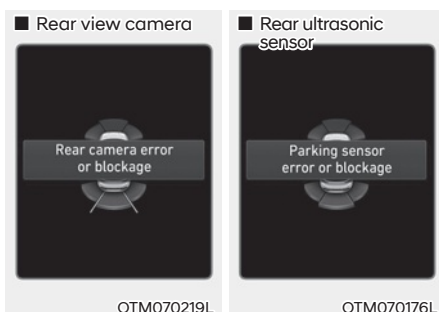 ■ Rear view camera
Rear camera error
or blockage
OTM070219L
■ Rear ultrasonic
sensor
Parking sensor
error or blockage
OTM070176L